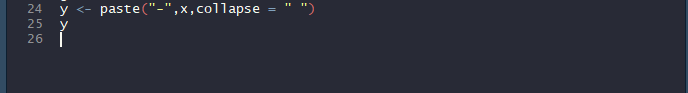 24 y <- paste("-",x,collapse = " ")
25 y
26